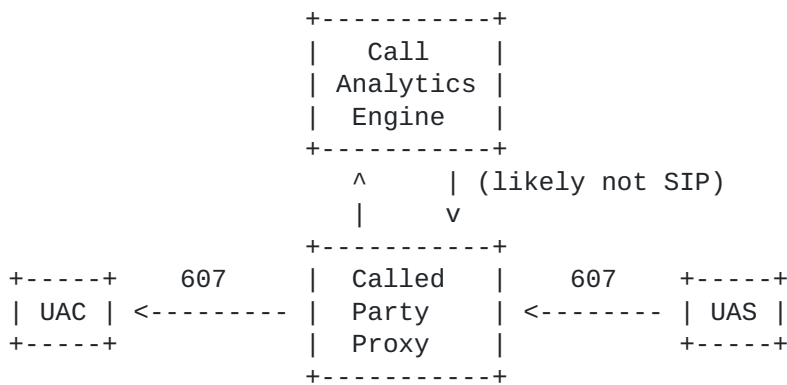 Call
Analytics
Engine
(likely not SIP)
607 Called 607
UAC Party UAS
Proxy